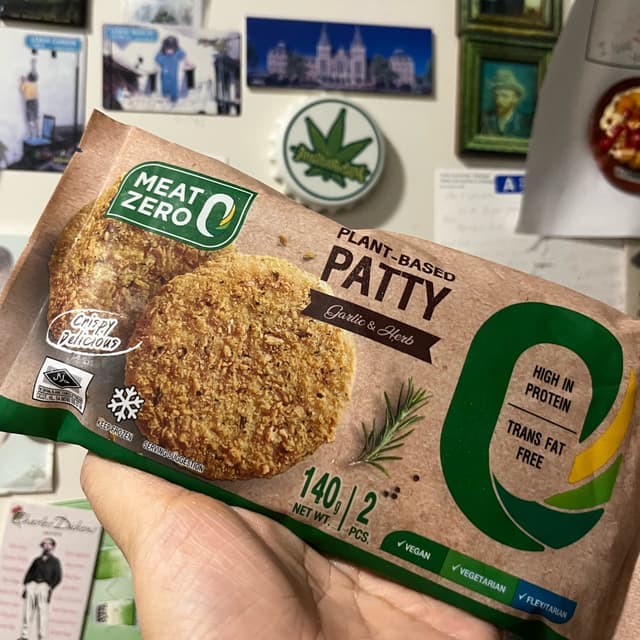 MEAT
ZERO
PLANT-BASED
PATTY
Garlic & Herb
Crispy
Delicious
HIGH IN
PROTEIN
TRANS FAT
FREE
KEEP FROZEN
SERVING SUGGESTION
140g | 2
NET WT. PCS.
✓ VEGAN
✓ VEGETARIAN
✓ FLEXITARIAN
Charles Dickens
A